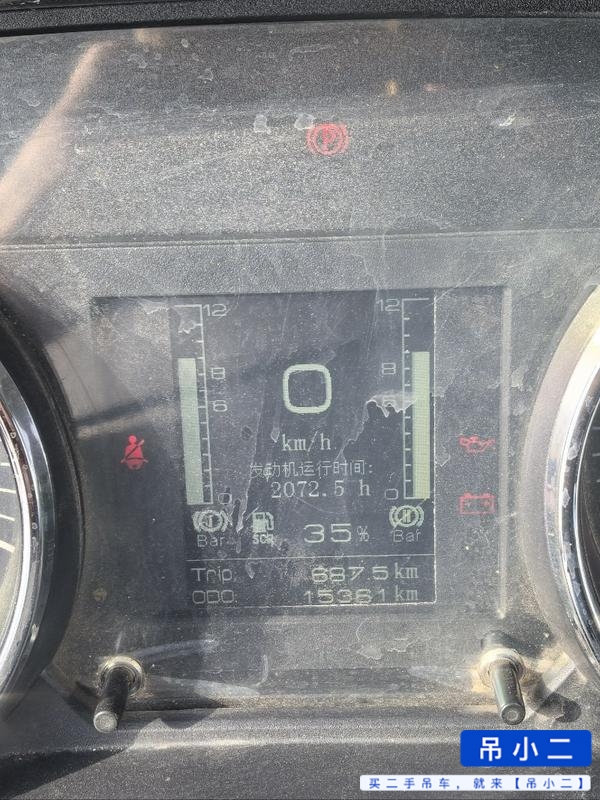 P
12 12
8 8
6 6
0
km/h
发动机运行时间:
2072.5 h
0 0
SCR 35%
Bar Bar
Trip: 687.5 km
ODO: 15361 km
吊小二
买二手吊车,就来【吊小二】